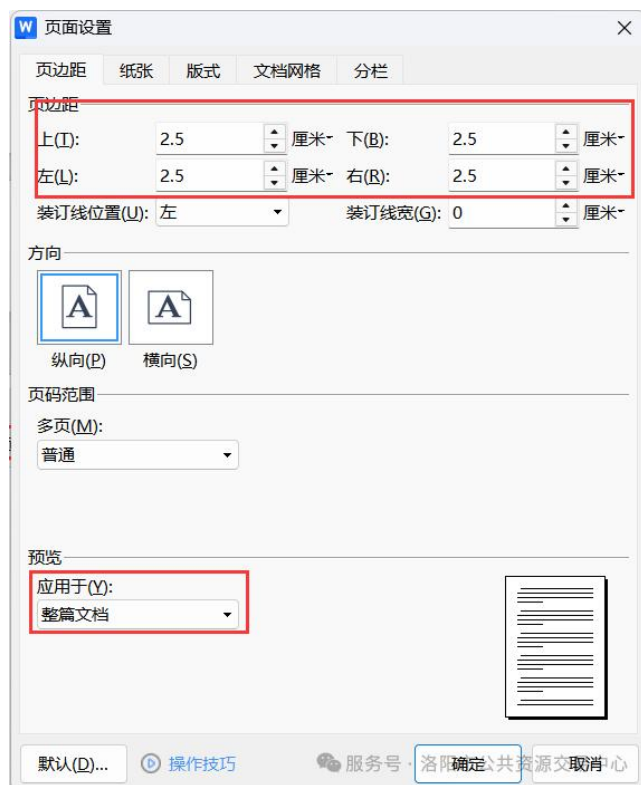 W 页面设置
页边距 纸张 版式 文档网格 分栏
页边距
上(T): 2.5 厘米 下(B): 2.5 厘米
左(L): 2.5 厘米 右(R): 2.5 厘米
装订线位置(U): 左 装订线宽(G): 0 厘米
方向
A A
纵向(P) 横向(S)
页码范围
多页(M):
普通
预览
应用于(Y):
整篇文档
默认(D)... 操作技巧 确定 取消
服务号 · 洛阳 公共资源交 中心